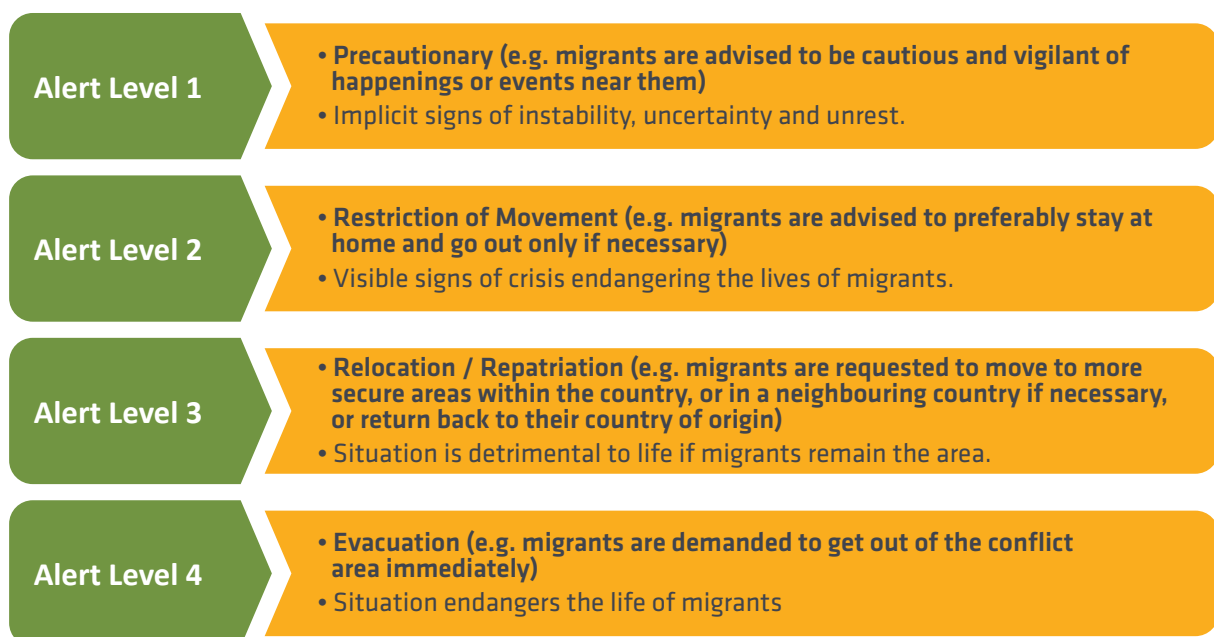 Alert Level 1
• Precautionary (e.g. migrants are advised to be cautious and vigilant of
happenings or events near them)
• Implicit signs of instability, uncertainty and unrest.
Alert Level 2
• Restriction of Movement (e.g. migrants are advised to preferably stay at
home and go out only if necessary)
• Visible signs of crisis endangering the lives of migrants.
Alert Level 3
• Relocation / Repatriation (e.g. migrants are requested to move to more
secure areas within the country, or in a neighbouring country if necessary,
or return back to their country of origin)
• Situation is detrimental to life if migrants remain the area.
Alert Level 4
• Evacuation (e.g. migrants are demanded to get out of the conflict
area immediately)
• Situation endangers the life of migrants